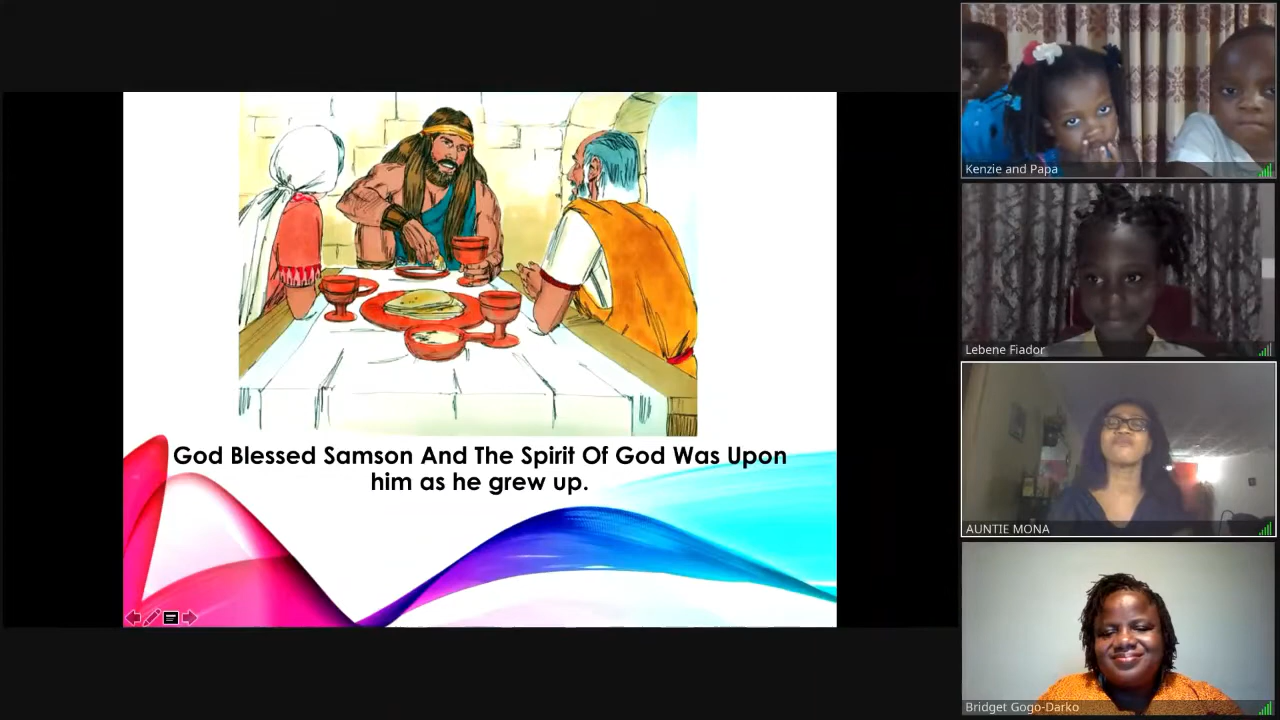 God Blessed Samson And The Spirit Of God Was Upon
him as he grew up.
Kenzie and Papa
Lebene Fiador
AUNTIE MONA
Bridget Gogo-Darko